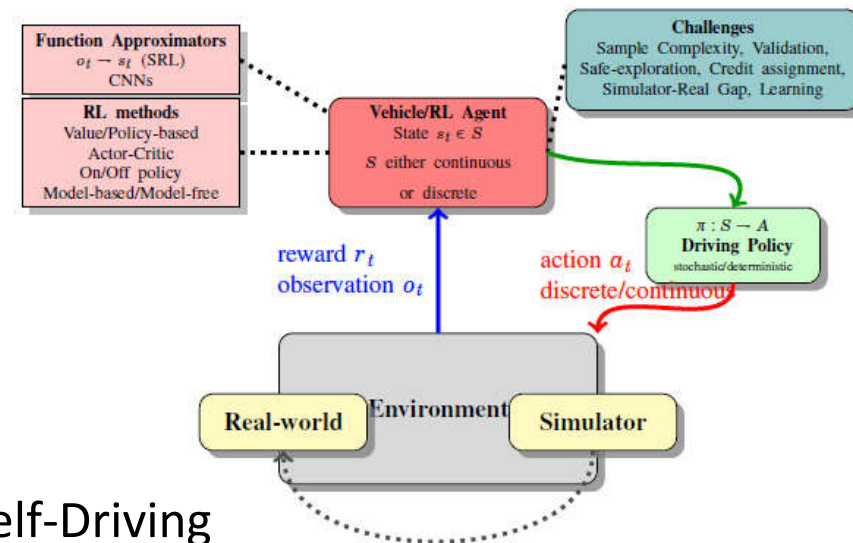 Function Approximators
o_t → s_t (SRL)
CNNs
RL methods
Value/Policy-based
Actor-Critic
On/Off policy
Model-based/Model-free
Vehicle/RL Agent
State s_t ∈ S
S either continuous
or discrete
Challenges
Sample Complexity, Validation,
Safe-exploration, Credit assignment,
Simulator-Real Gap, Learning
π : S → A
Driving Policy
stochastic/deterministic
reward r_t
observation o_t
action a_t
discrete/continuous
Environment
Real-world
Simulator
elf-Driving